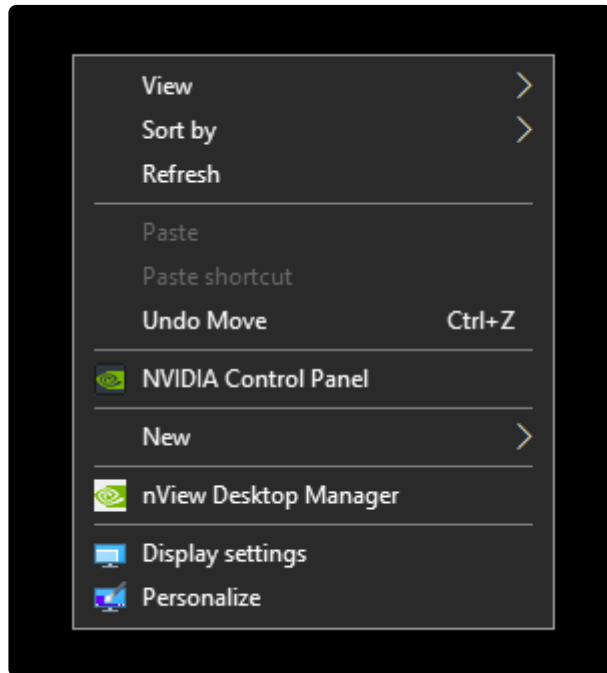 View
Sort by
Refresh
Paste
Paste shortcut
Undo Move Ctrl+Z
NVIDIA Control Panel
New
nView Desktop Manager
Display settings
Personalize